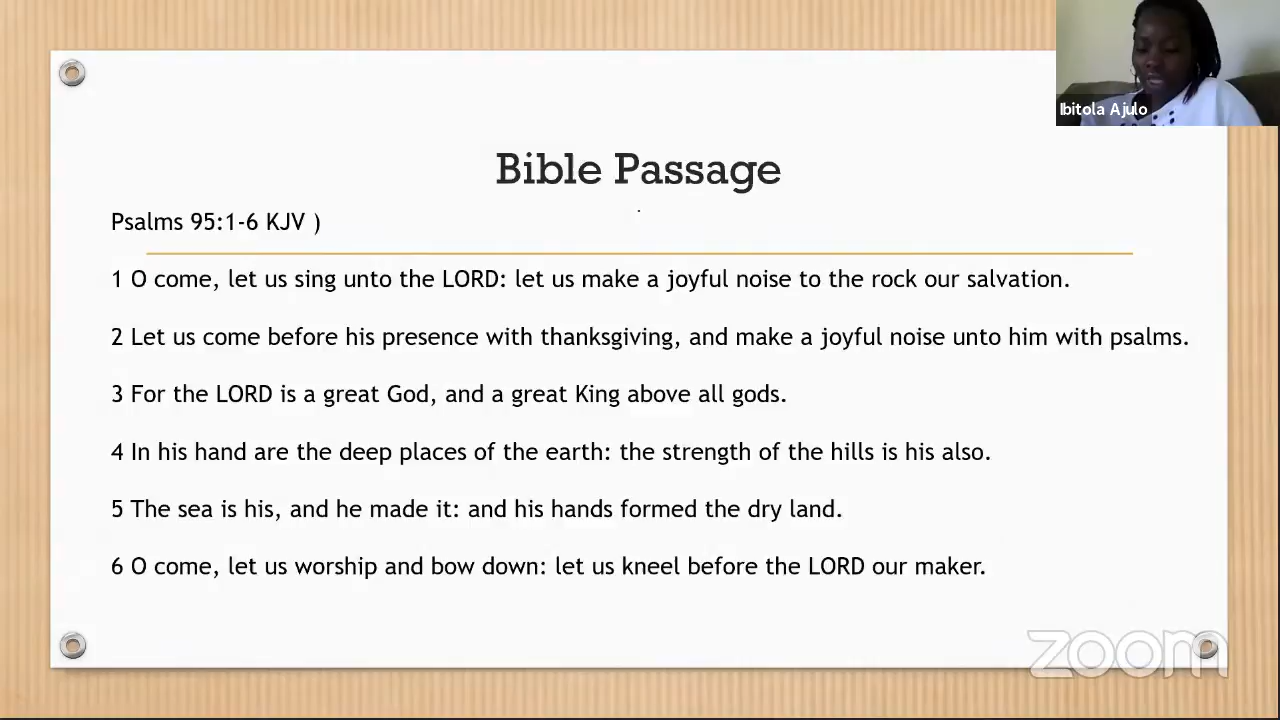 Ibitola Ajulo
Bible Passage
Psalms 95:1-6 KJV )
1 O come, let us sing unto the LORD: let us make a joyful noise to the rock our salvation.
2 Let us come before his presence with thanksgiving, and make a joyful noise unto him with psalms.
3 For the LORD is a great God, and a great King above all gods.
4 In his hand are the deep places of the earth: the strength of the hills is his also.
5 The sea is his, and he made it: and his hands formed the dry land.
6 O come, let us worship and bow down: let us kneel before the LORD our maker.
zoom